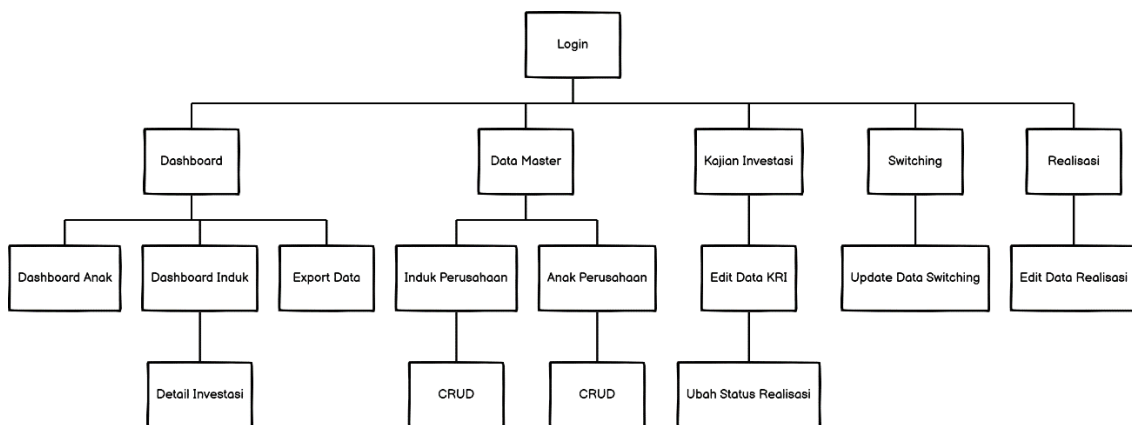 Login
Dashboard
Data Master
Kajian Investasi
Switching
Realisasi
Dashboard Anak
Dashboard Induk
Export Data
Induk Perusahaan
Anak Perusahaan
Edit Data KRI
Update Data Switching
Edit Data Realisasi
Detail Investasi
CRUD
CRUD
Ubah Status Realisasi